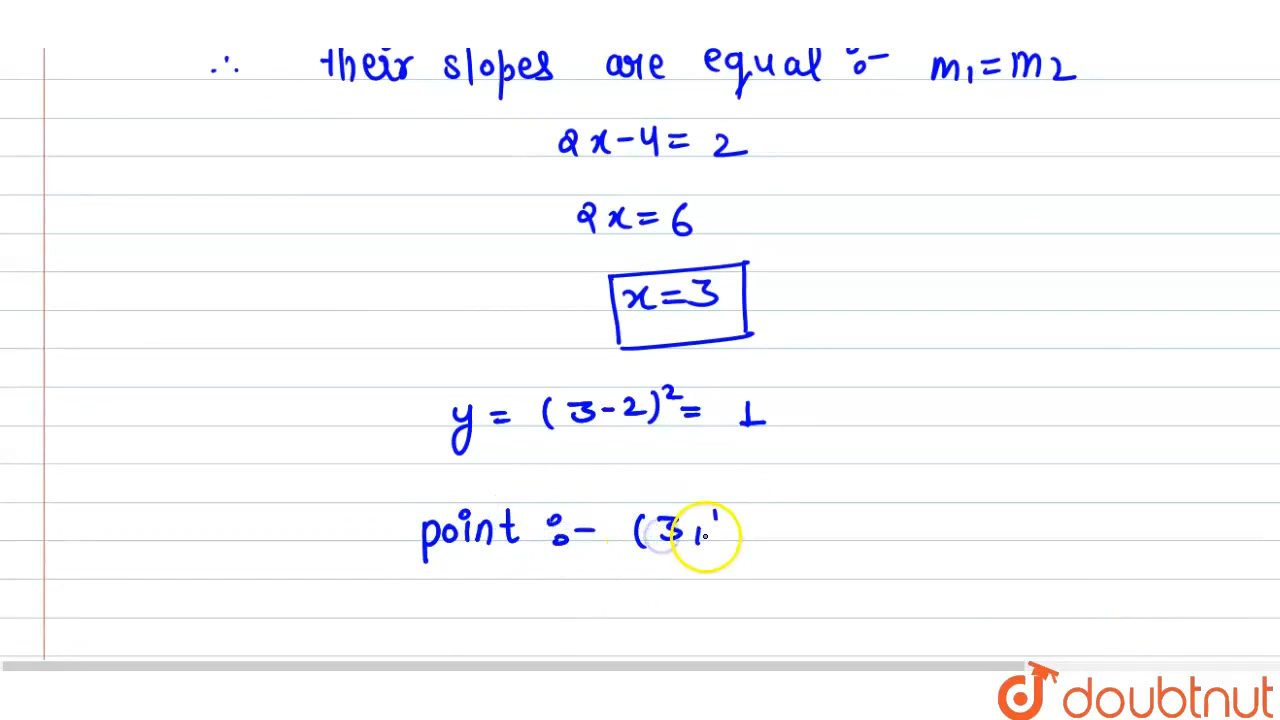 ∴ their slopes are equal :- m₁=m₂
2x-4= 2
2x=6
x=3
y = (3-2)²= 1
point :- (3,1
doubtnut